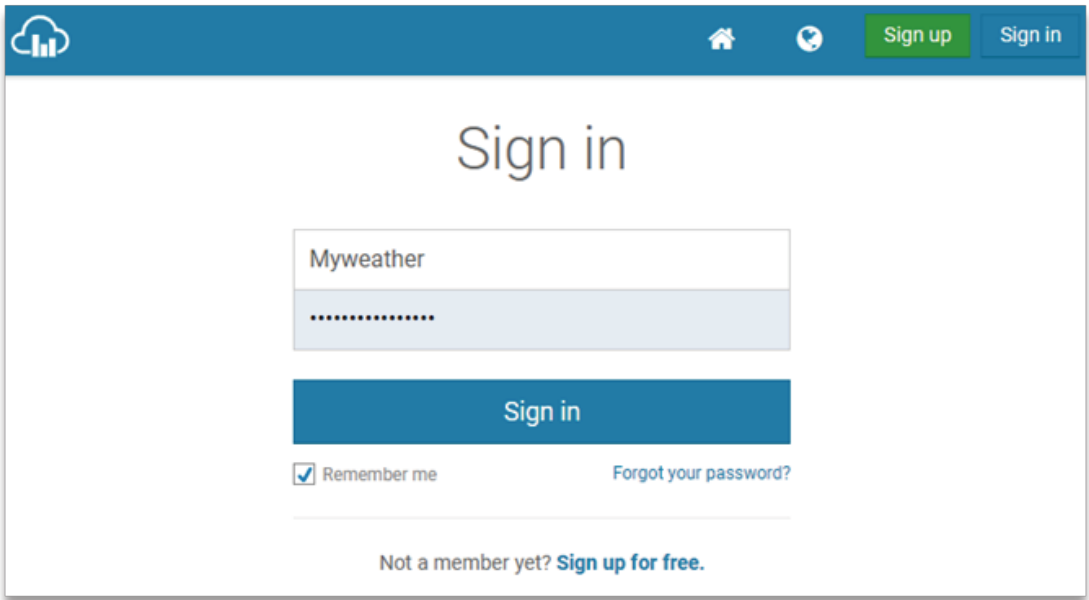 Sign up Sign in
Sign in
Myweather
••••••••••••••••
Sign in
Remember me Forgot your password?
Not a member yet? Sign up for free.